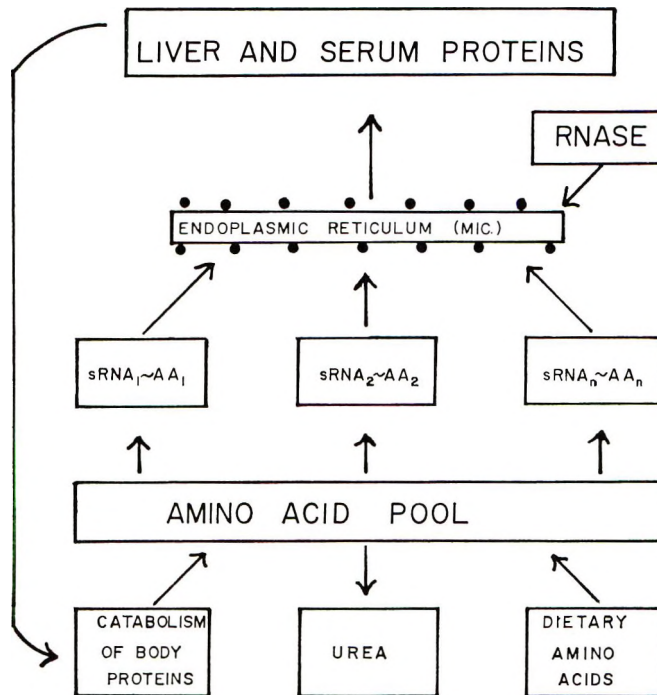 LIVER AND SERUM PROTEINS
RNASE
ENDOPLASMIC RETICULUM (MIC.)
sRNA₁~AA₁
sRNA₂~AA₂
sRNAₙ~AAₙ
AMINO ACID POOL
CATABOLISM
OF BODY
PROTEINS
UREA
DIETARY
AMINO
ACIDS